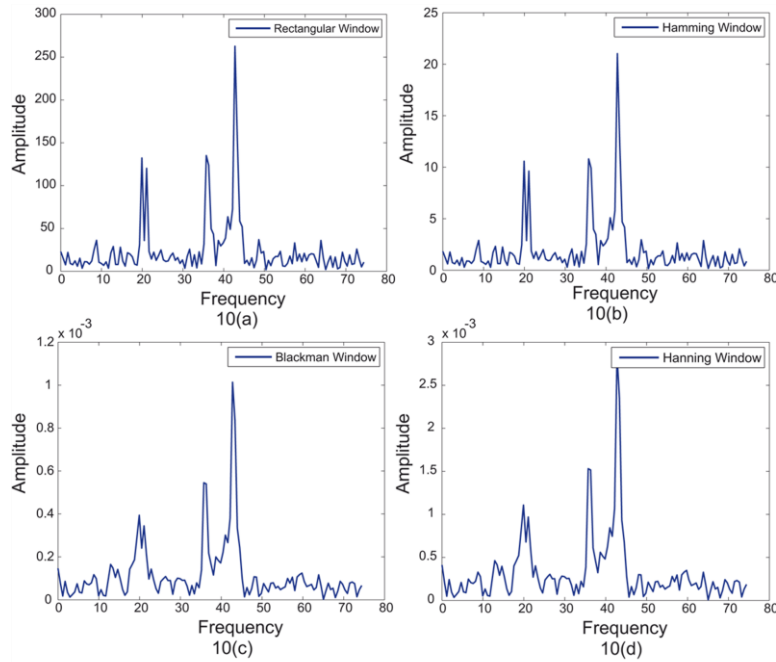 300
250
200
150
100
50
0
Amplitude
Rectangular Window
0 10 20 30 40 50 60 70 80
Frequency
10(a)
25
20
15
10
5
0
Amplitude
Hamming Window
0 10 20 30 40 50 60 70 80
Frequency
10(b)
1.2 x 10⁻³
1
0.8
0.6
0.4
0.2
0
Amplitude
Blackman Window
0 10 20 30 40 50 60 70 80
Frequency
10(c)
3 x 10⁻³
2.5
2
1.5
1
0.5
0
Amplitude
Hanning Window
0 10 20 30 40 50 60 70 80
Frequency
10(d)